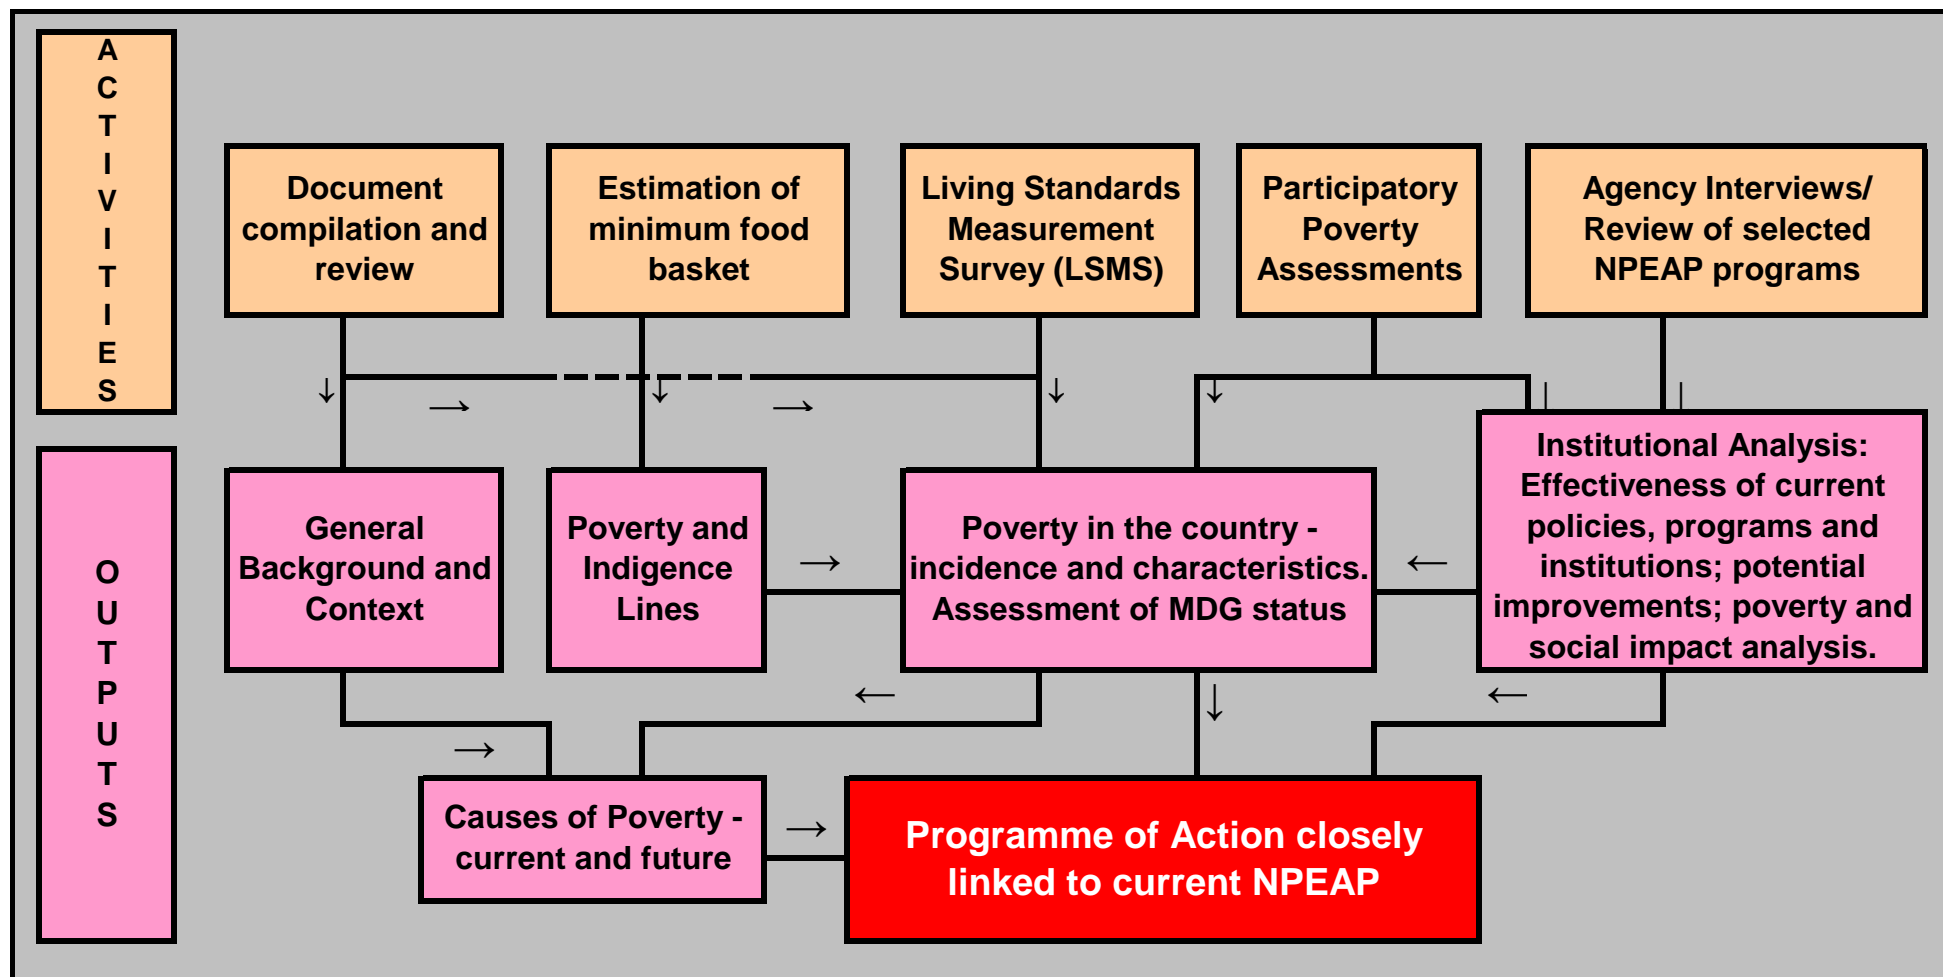 A
C
T
I
V
I
T
I
E
S
Document
compilation and
review
Estimation of
minimum food
basket
Living Standards
Measurement
Survey (LSMS)
Participatory
Poverty
Assessments
Agency Interviews/
Review of selected
NPEAP programs
O
U
T
P
U
T
S
General
Background and
Context
Poverty and
Indigence
Lines
Poverty in the country -
incidence and characteristics.
Assessment of MDG status
Institutional Analysis:
Effectiveness of current
policies, programs and
institutions; potential
improvements; poverty and
social impact analysis.
Causes of Poverty -
current and future
Programme of Action closely
linked to current NPEAP